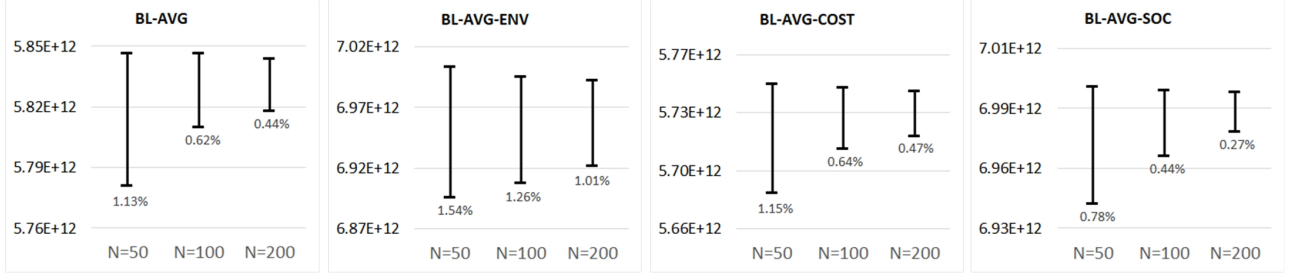 BL-AVG
5.85E+12
5.82E+12
5.79E+12
5.76E+12
1.13%
0.62%
0.44%
N=50 N=100 N=200
BL-AVG-ENV
7.02E+12
6.97E+12
6.92E+12
6.87E+12
1.54%
1.26%
1.01%
N=50 N=100 N=200
BL-AVG-COST
5.77E+12
5.73E+12
5.70E+12
5.66E+12
1.15%
0.64%
0.47%
N=50 N=100 N=200
BL-AVG-SOC
7.01E+12
6.99E+12
6.96E+12
6.93E+12
0.78%
0.44%
0.27%
N=50 N=100 N=200